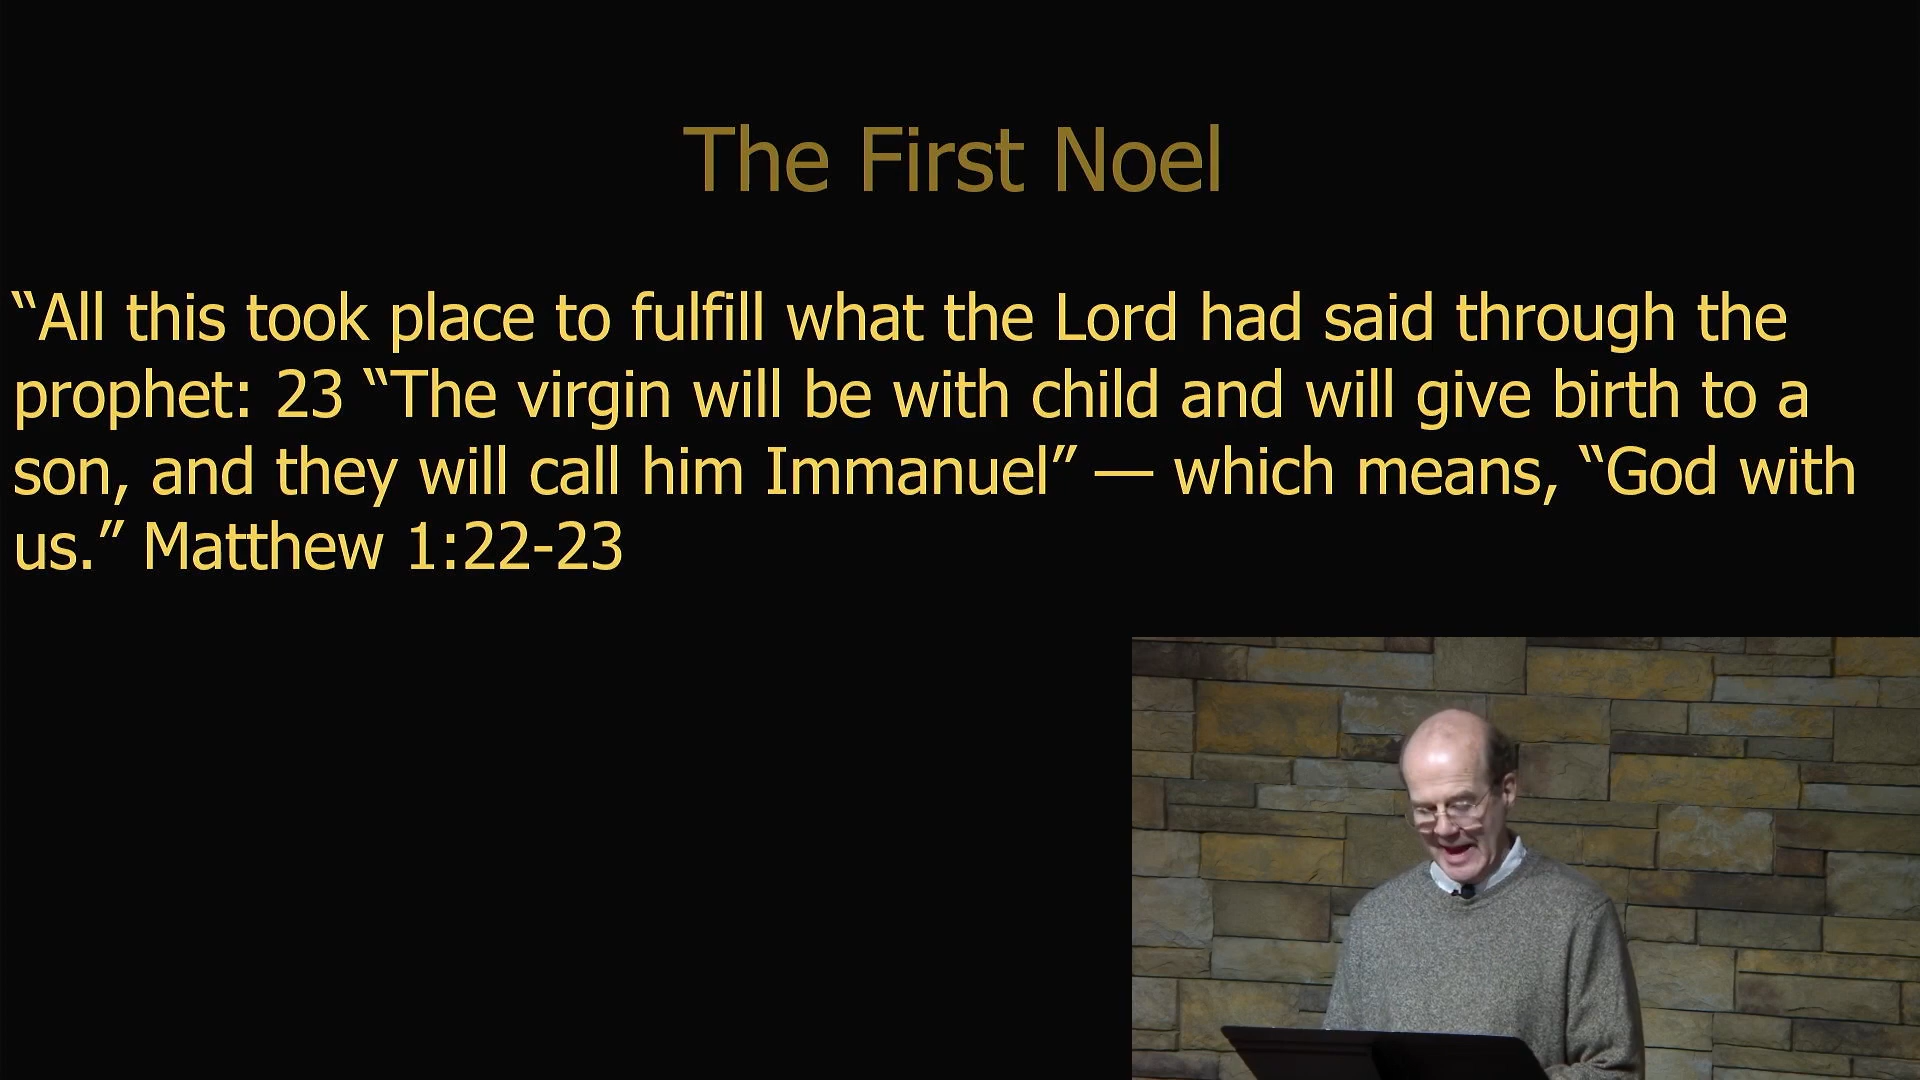 The First Noel
“All this took place to fulfill what the Lord had said through the
prophet: 23 “The virgin will be with child and will give birth to a
son, and they will call him Immanuel” — which means, “God with
us.” Matthew 1:22-23